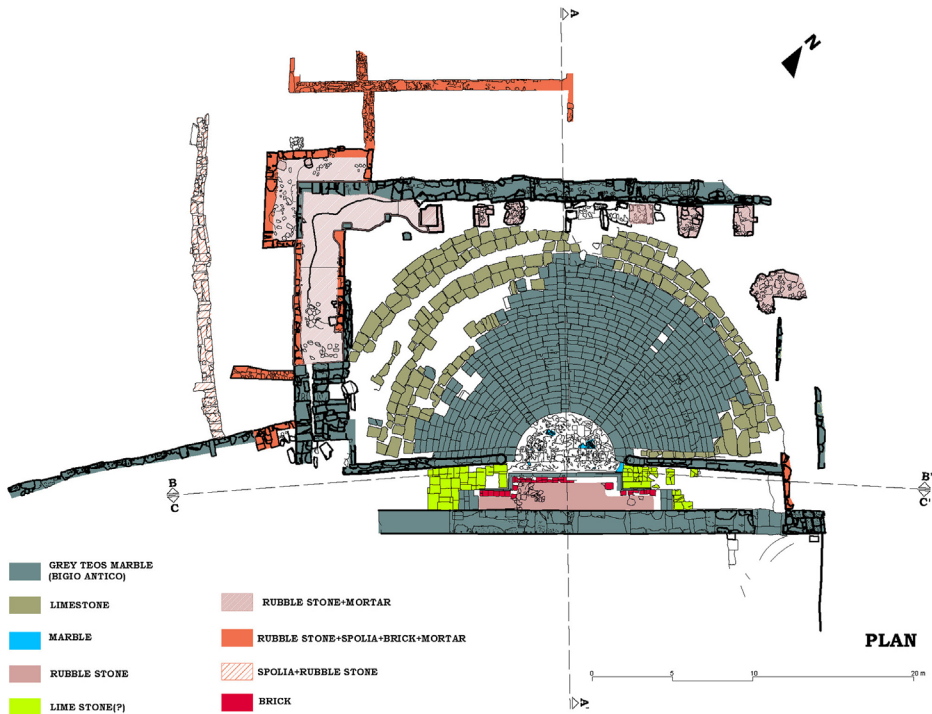 A
N
B
C
B'
C'
GREY TEOS MARBLE
(BIGIO ANTICO)
LIMESTONE
MARBLE
RUBBLE STONE
LIME STONE(?)
RUBBLE STONE+MORTAR
RUBBLE STONE+SPOLIA+BRICK+MORTAR
SPOLIA+RUBBLE STONE
BRICK
PLAN
0 5 10 20 m
A'